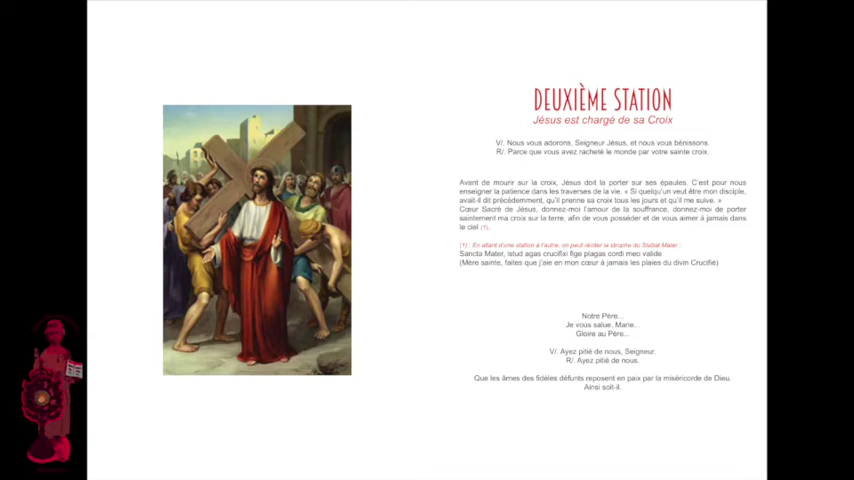 DEUXIÈME STATION
Jésus est chargé de sa Croix
V/. Nous vous adorons, Seigneur Jésus, et nous vous bénissons.
R/. Parce que vous avez racheté le monde par votre sainte croix.
Avant de mourir sur la croix, Jésus doit la porter sur ses épaules. C'est pour nous
enseigner la patience dans les traverses de la vie. « Si quelqu'un veut être mon disciple,
avait-il dit précédemment, qu'il prenne sa croix tous les jours et qu'il me suive. »
Cœur Sacré de Jésus, donnez-moi l'amour de la souffrance, donnez-moi de porter
saintement ma croix sur la terre, afin de vous posséder et de vous aimer à jamais dans
le ciel (1).
(1) : En allant d'une station à l'autre, on peut réciter la strophe du Stabat Mater :
Sancta Mater, istud agas crucifixi fige plagas cordi meo valide
(Mère sainte, faites que j'aie en mon cœur à jamais les plaies du divin Crucifié)
Notre Père...
Je vous salue, Marie...
Gloire au Père...
V/. Ayez pitié de nous, Seigneur.
R/. Ayez pitié de nous.
Que les âmes des fidèles défunts reposent en paix par la miséricorde de Dieu.
Ainsi soit-il.